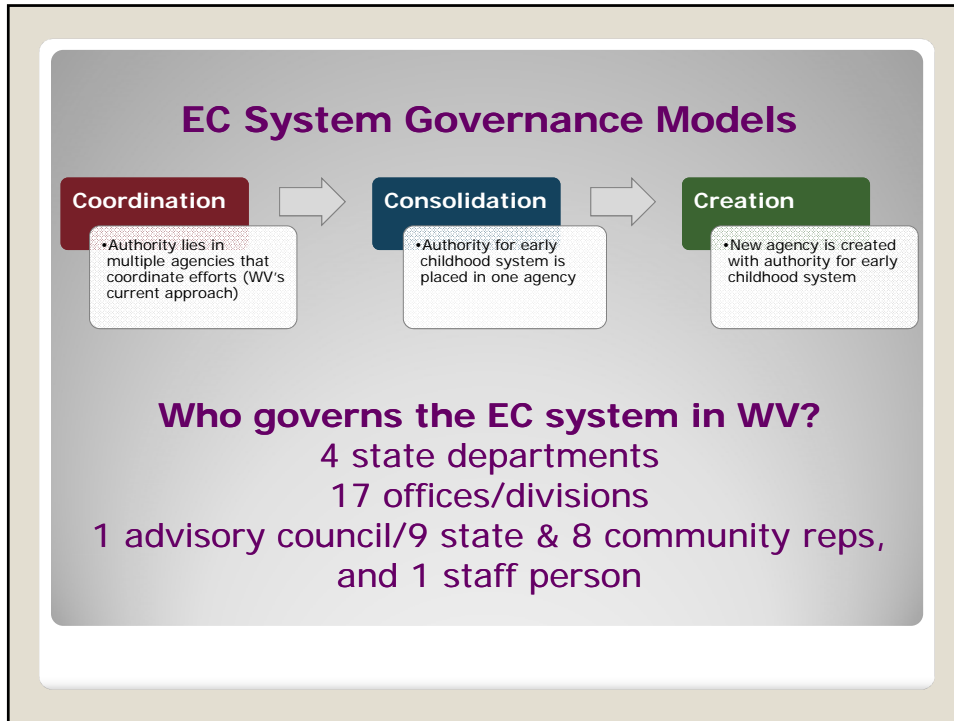 EC System Governance Models
Coordination
•Authority lies in
multiple agencies that
coordinate efforts (WV's
current approach)
Consolidation
•Authority for early
childhood system is
placed in one agency
Creation
•New agency is created
with authority for early
childhood system
Who governs the EC system in WV?
4 state departments
17 offices/divisions
1 advisory council/9 state & 8 community reps,
and 1 staff person